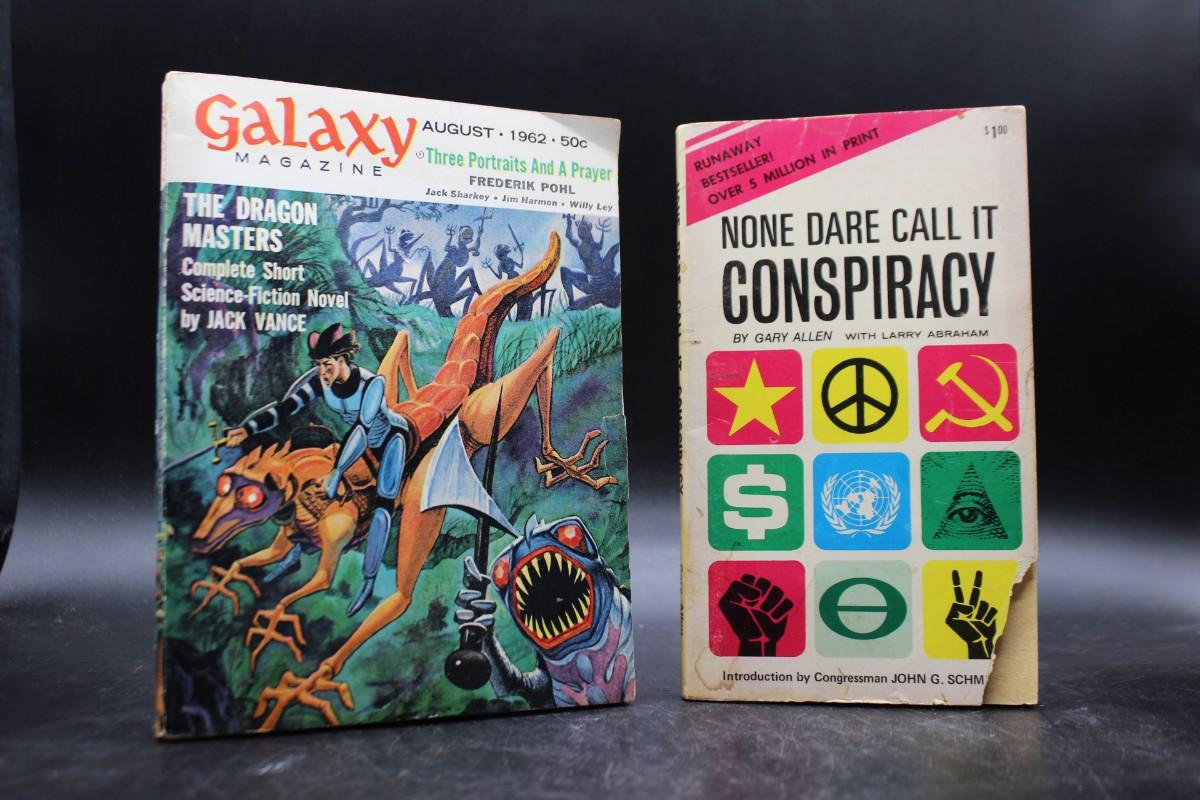 Galaxy
MAGAZINE
AUGUST • 1962 • 50c
Three Portraits And A Prayer
FREDERIK POHL
Jack Sharkey • Jim Harmon • Willy Ley
THE DRAGON
MASTERS
Complete Short
Science-Fiction Novel
by JACK VANCE
RUNAWAY
BESTSELLER!
OVER 5 MILLION IN PRINT
$1.00
NONE DARE CALL IT
CONSPIRACY
BY GARY ALLEN WITH LARRY ABRAHAM
$
Introduction by Congressman JOHN G. SCHM